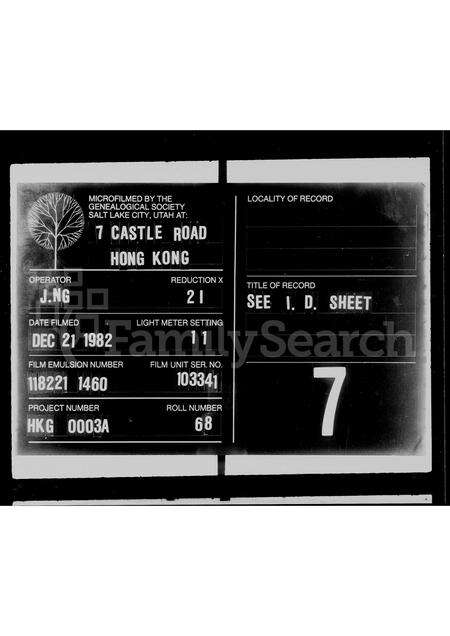 MICROFILMED BY THE
GENEALOGICAL SOCIETY
SALT LAKE CITY, UTAH AT:
7 CASTLE ROAD
HONG KONG
OPERATOR REDUCTION X
J.NG 21
DATE FILMED LIGHT METER SETTING
DEC 21 1982 11
FILM EMULSION NUMBER FILM UNIT SER. NO.
118221 1460 103341
PROJECT NUMBER ROLL NUMBER
HKG 0003A 68
LOCALITY OF RECORD
TITLE OF RECORD
SEE I. D. SHEET
7
FamilySearch